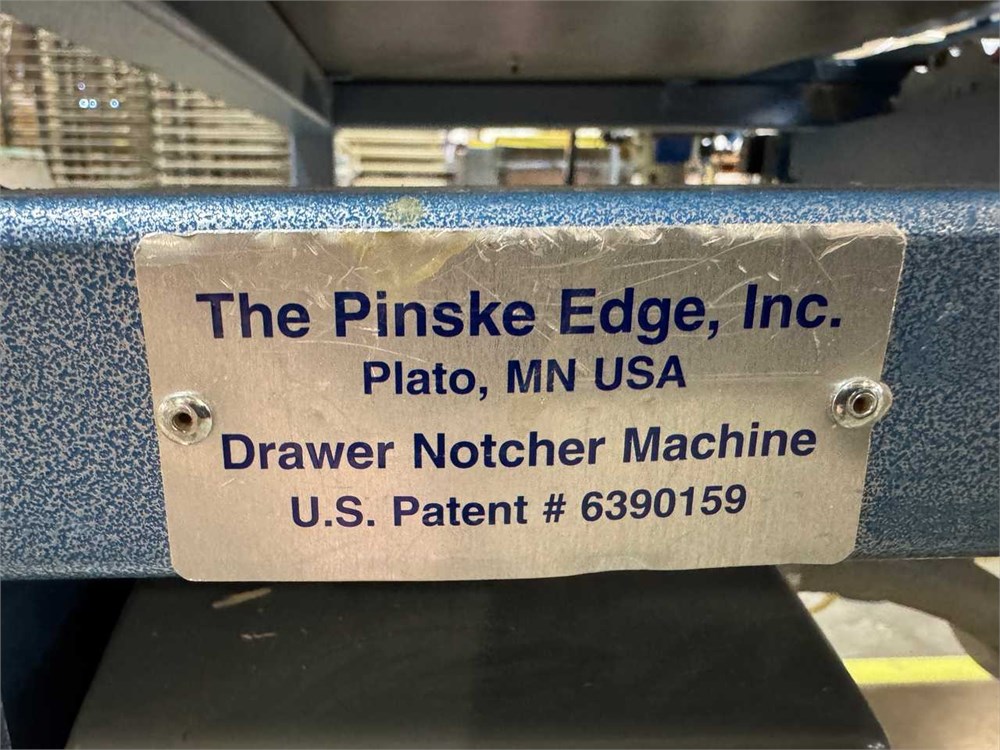 The Pinske Edge, Inc.
Plato, MN USA
Drawer Notcher Machine
U.S. Patent # 6390159